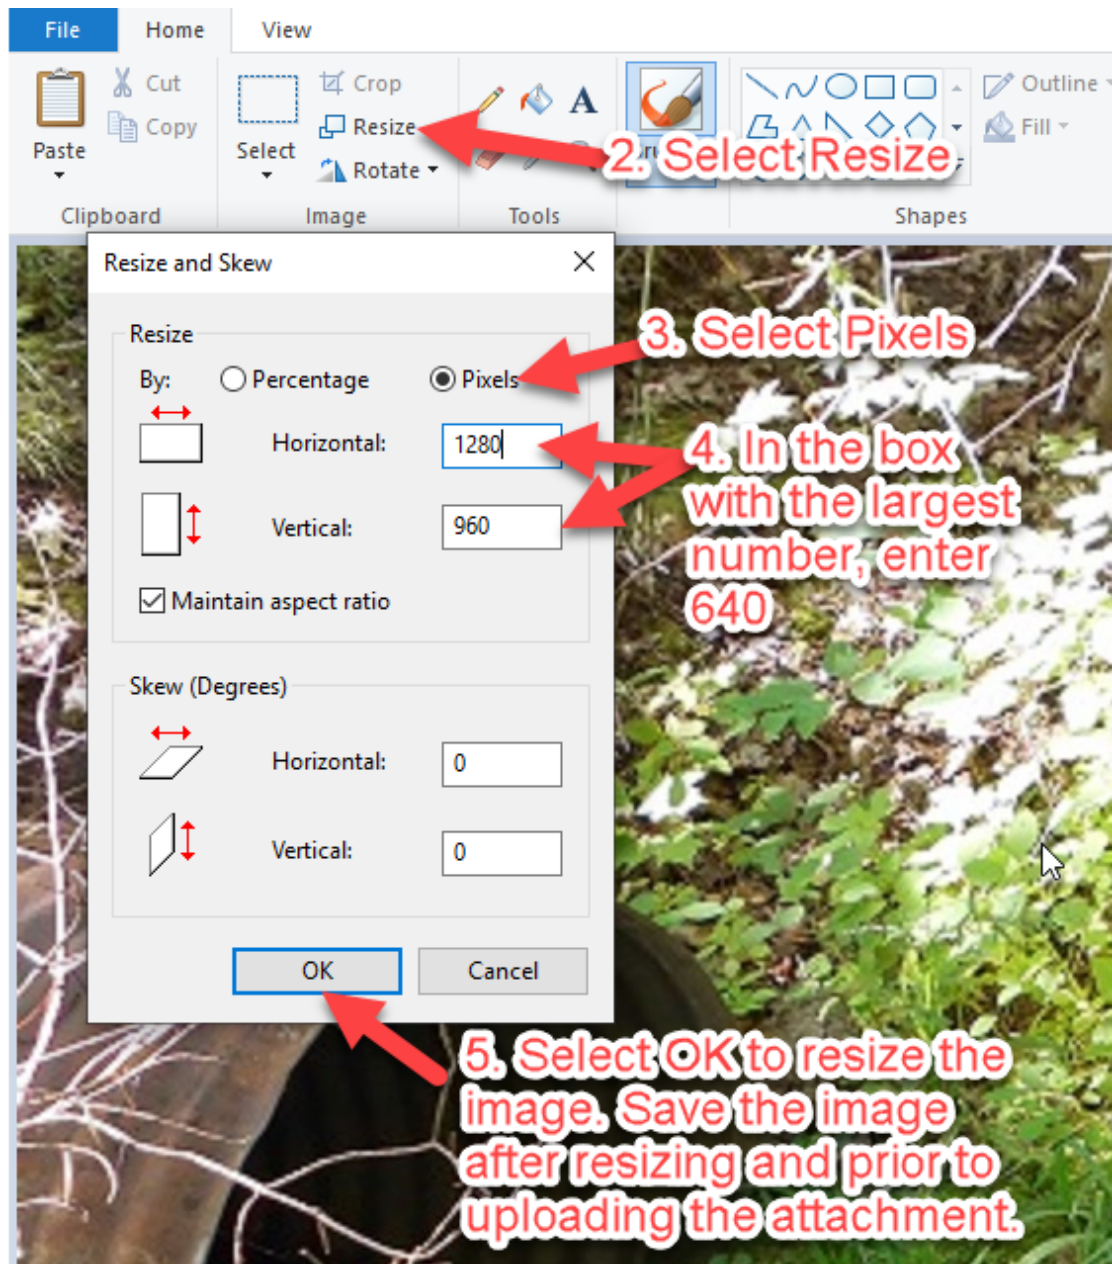 File Home View
Cut
Copy
Paste
Clipboard
Select
Crop
Resize
Rotate
Image
A
Tools
Outline
Fill
Shapes
2. Select Resize
Resize and Skew
Resize
By: Percentage Pixels
Horizontal: 1280
Vertical: 960
Maintain aspect ratio
Skew (Degrees)
Horizontal: 0
Vertical: 0
OK Cancel
3. Select Pixels
4. In the box
with the largest
number, enter
640
5. Select OK to resize the
image. Save the image
after resizing and prior to
uploading the attachment.